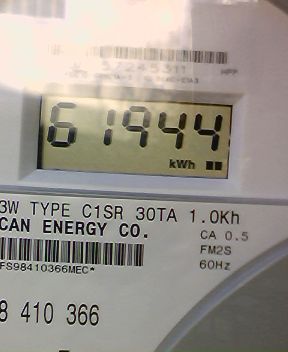 61944
kWh
3W TYPE C1SR 30TA 1.0Kh
CAN ENERGY CO.
CA 0.5
FM2S
60Hz
FS98410366MEC*
8 410 366